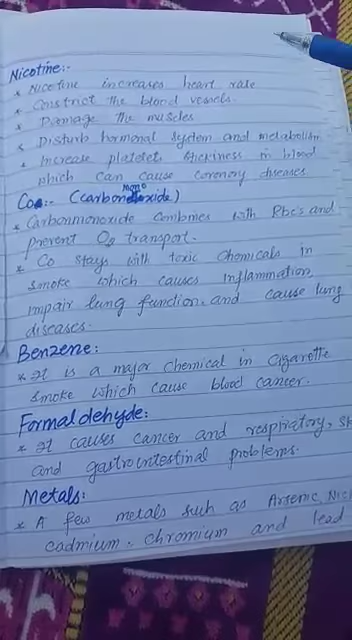 Nicotine:-
* Nicotine increases heart rate
* Constrict the blood vessels.
* Damage the muscles
* Disturb hormonal system and metabolism
* Increase platelets stickiness in blood
which can cause coronary diseases
Co:- (carbon mono oxide)
* Carbonmonoxide combines with Rbc's and
prevent O2 transport.
* Co stays with toxic chemicals in
smoke which causes inflammation,
impair lung function. and cause lung
diseases.
Benzene:
* It is a major chemical in cigarette
smoke which cause blood cancer.
Formaldehyde:
* It causes cancer and respiratory, sk
and gastrointestinal problems.
Metals:
* A few metals such as Arsenic, Nic
cadmium, chromium and lead